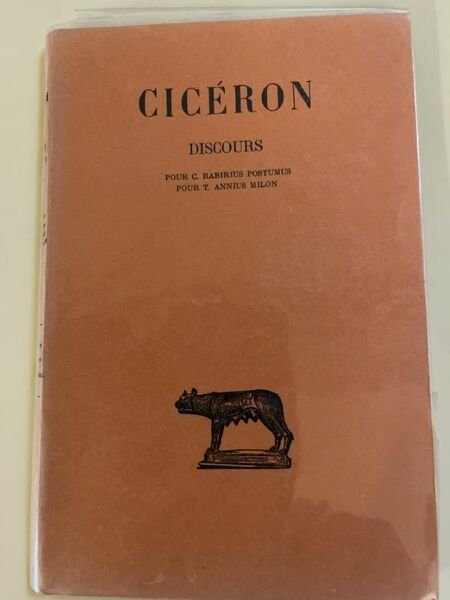 CICÉRON
DISCOURS
POUR C. RABIRIUS POSTUMUS
POUR T. ANNIUS MILON